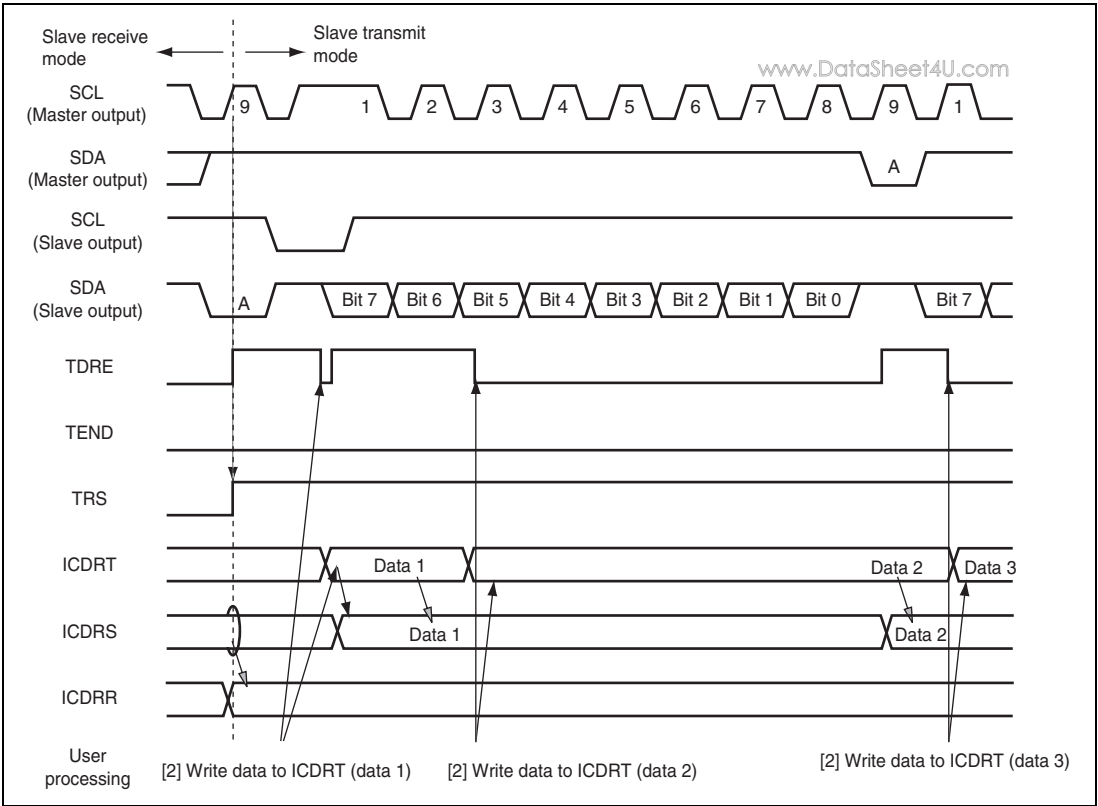 Slave receive
mode
Slave transmit
mode
www.DataSheet4U.com
SCL
(Master output)
9 1 2 3 4 5 6 7 8 9 1
SDA
(Master output)
A
SCL
(Slave output)
SDA
(Slave output)
A Bit 7 Bit 6 Bit 5 Bit 4 Bit 3 Bit 2 Bit 1 Bit 0 Bit 7
TDRE
TEND
TRS
ICDRT
Data 1 Data 2 Data 3
ICDRS
Data 1 Data 2
ICDRR
User
processing
[2] Write data to ICDRT (data 1) [2] Write data to ICDRT (data 2) [2] Write data to ICDRT (data 3)